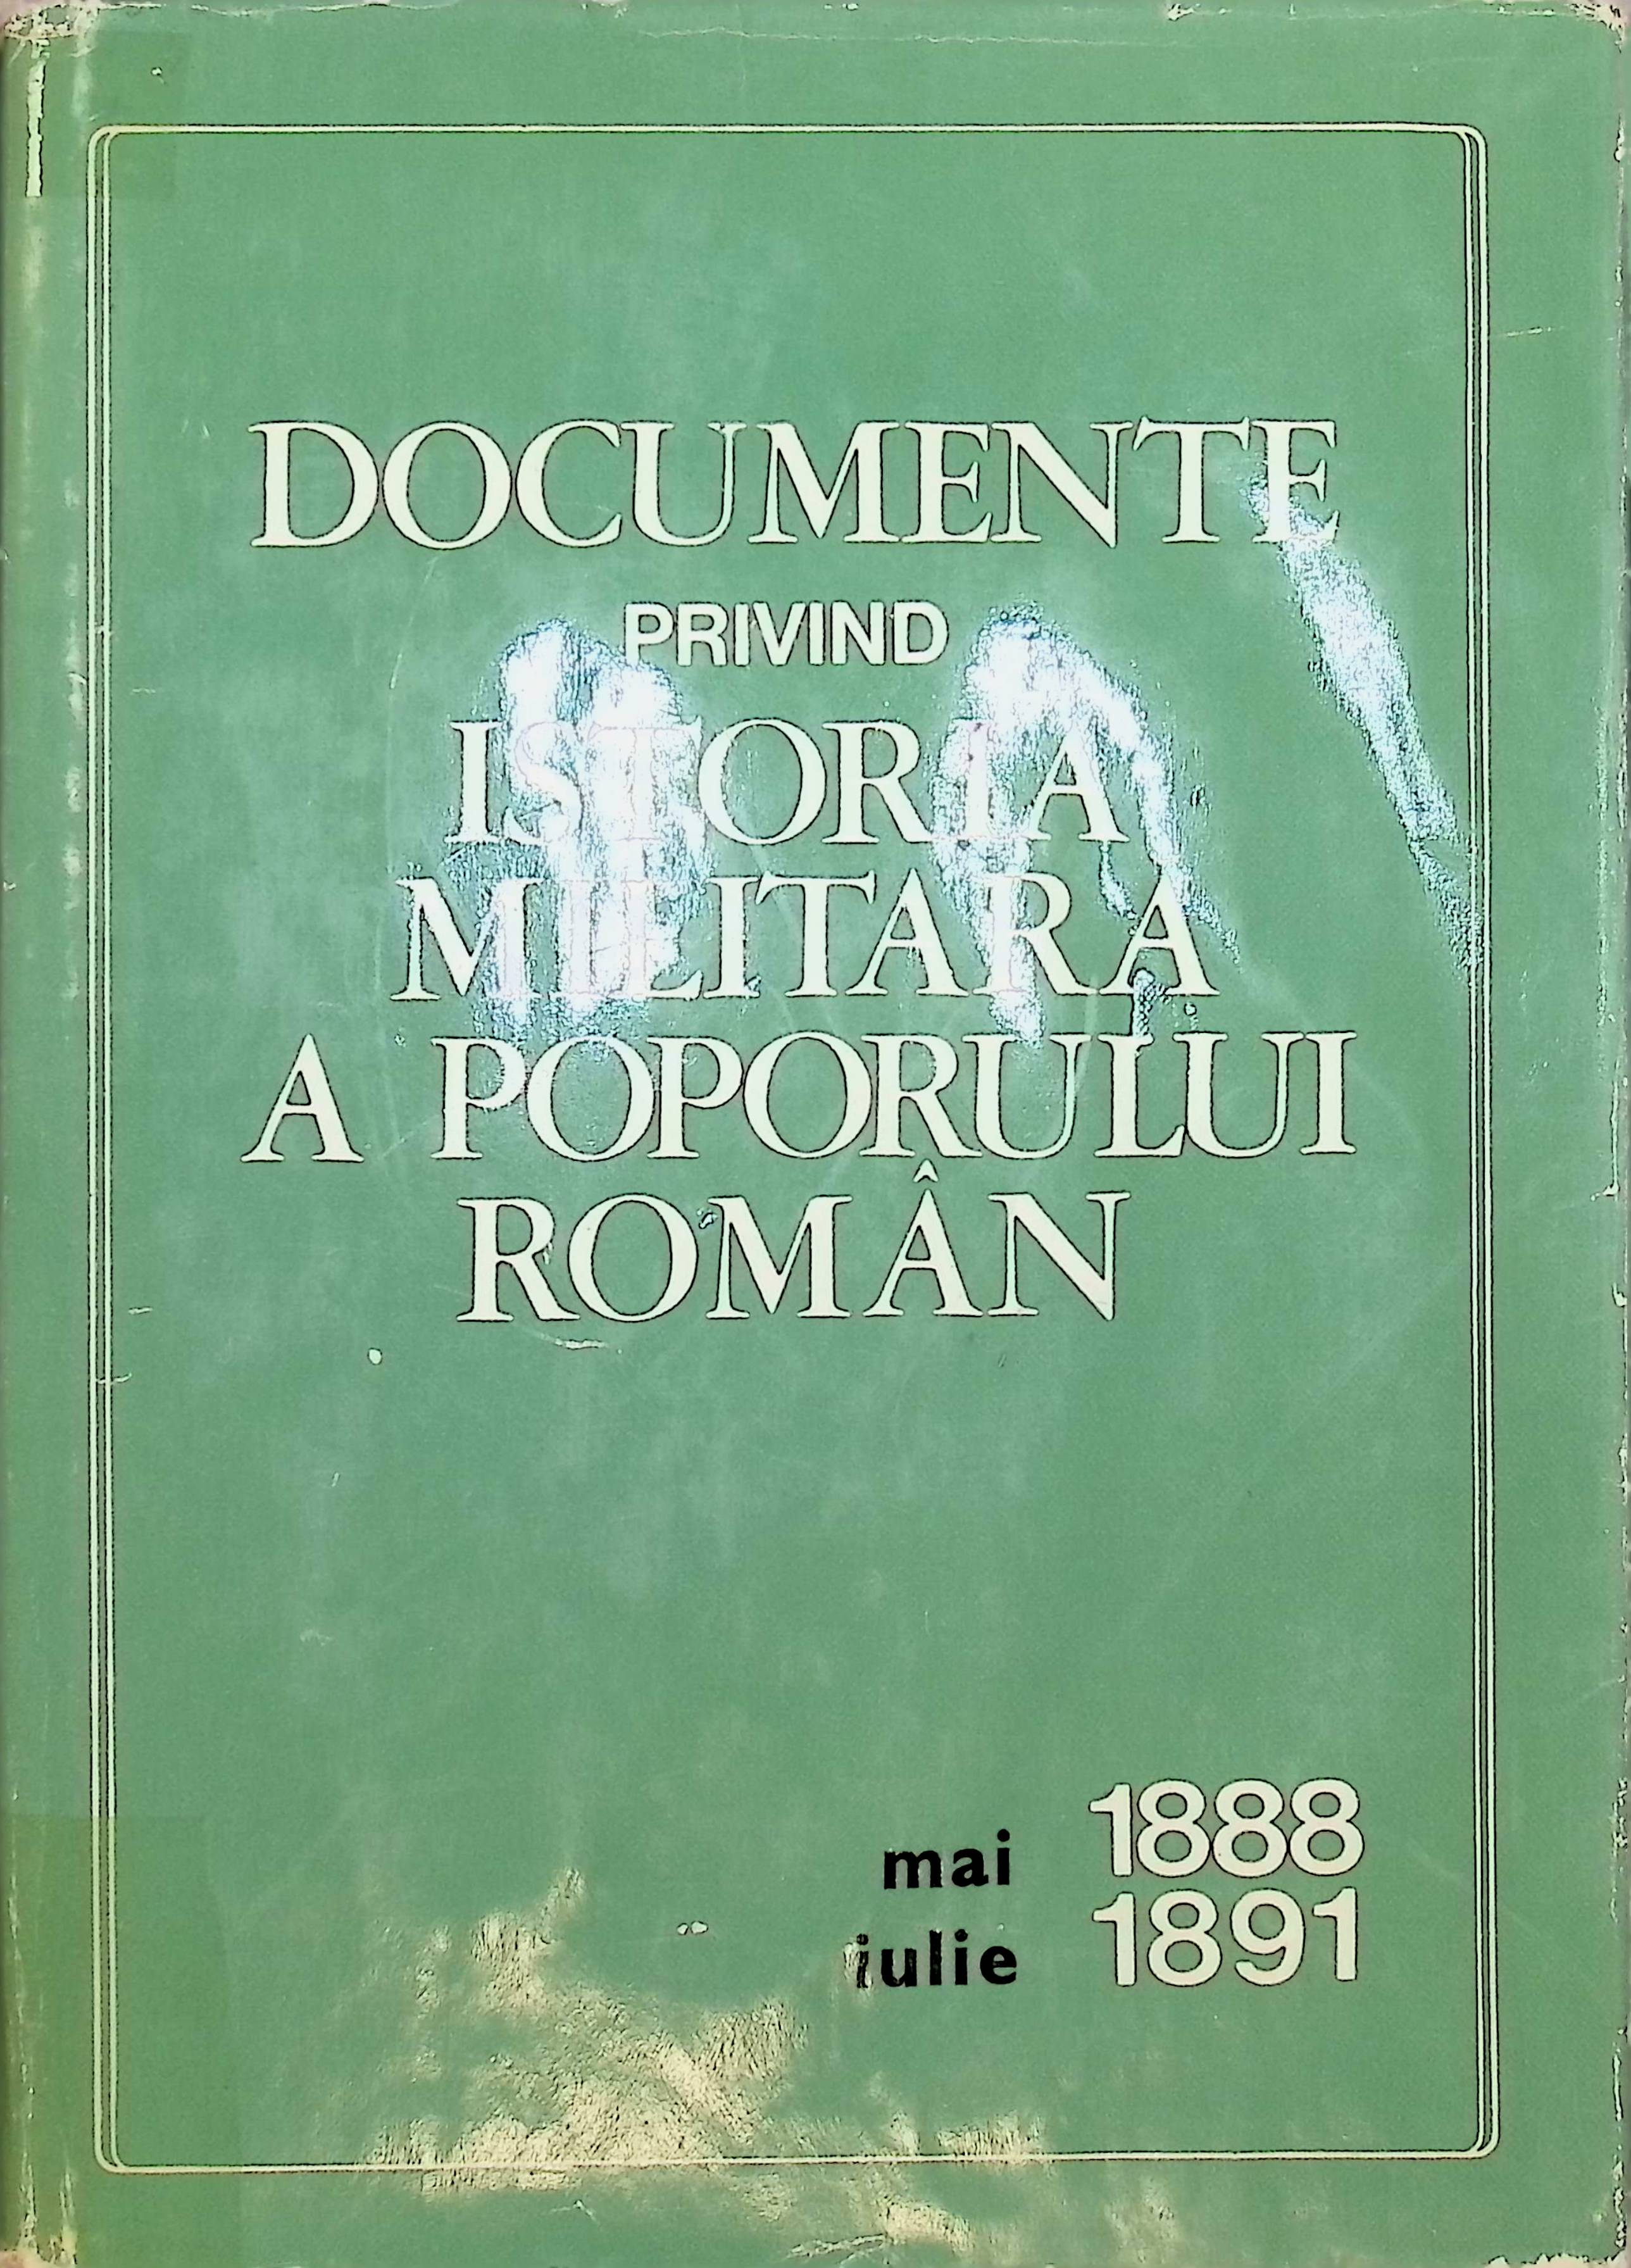 DOCUMENTE
PRIVIND
ISTORIA
MILITARA
A POPORULUI
ROMÂN
mai 1888
iulie 1891